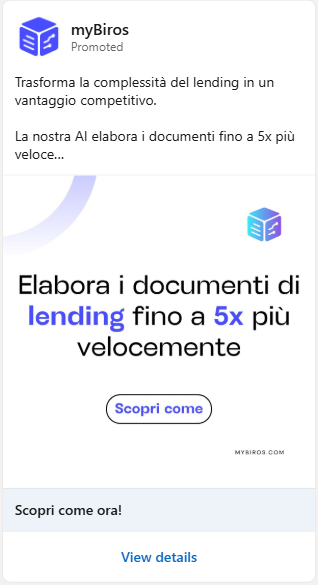 myBiros
Promoted
Trasforma la complessità del lending in un
vantaggio competitivo.
La nostra AI elabora i documenti fino a 5x più
veloce...
Elabora i documenti di
lending fino a 5x più
velocemente
Scopri come
MYBIROS.COM
Scopri come ora!
View details